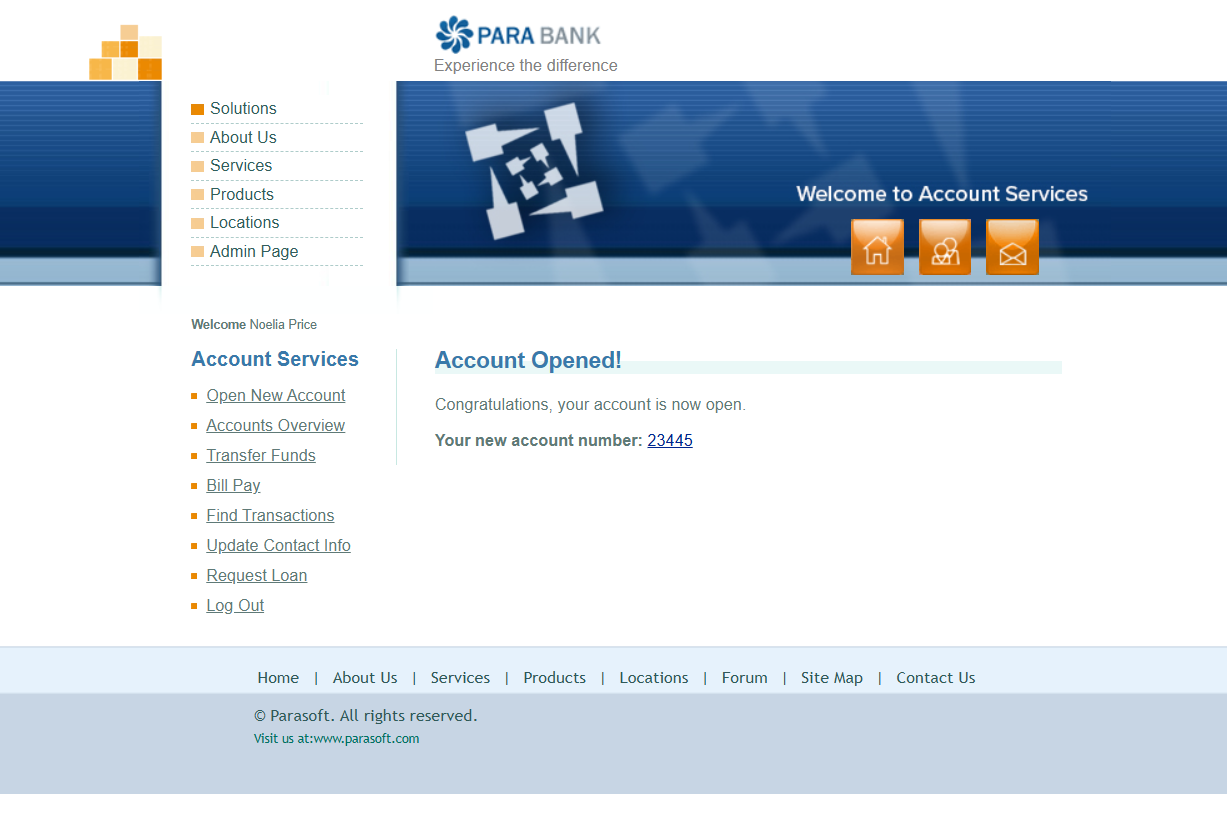 PARA BANK
Experience the difference
Solutions
About Us
Services
Products
Locations
Admin Page
Welcome to Account Services
Welcome Noelia Price
Account Services
Open New Account
Accounts Overview
Transfer Funds
Bill Pay
Find Transactions
Update Contact Info
Request Loan
Log Out
Account Opened!
Congratulations, your account is now open.
Your new account number: 23445
Home | About Us | Services | Products | Locations | Forum | Site Map | Contact Us
© Parasoft. All rights reserved.
Visit us at:www.parasoft.com